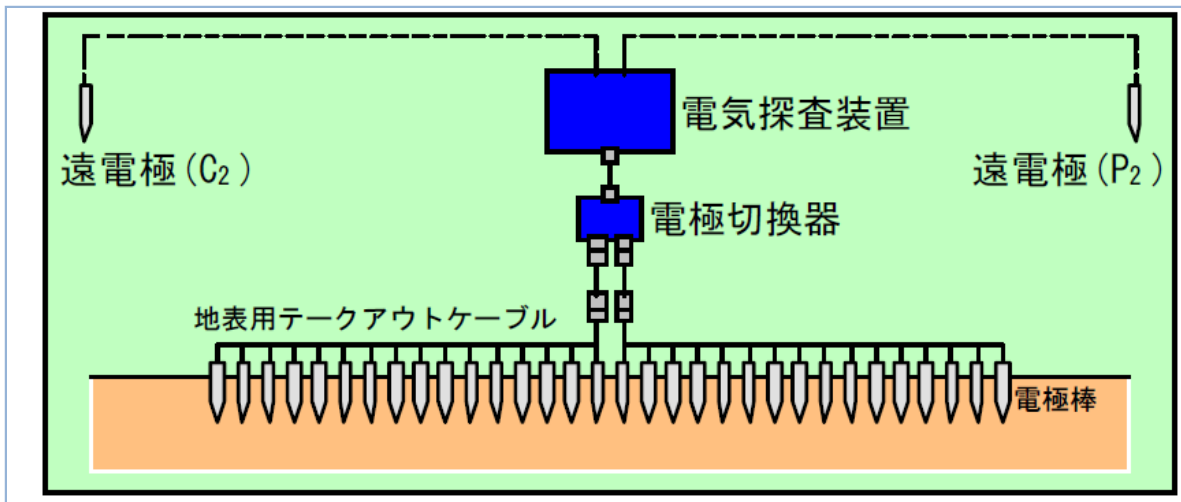 電気探査装置
遠電極(C₂)
遠電極(P₂)
電極切換器
地表用テークアウトケーブル
電極棒